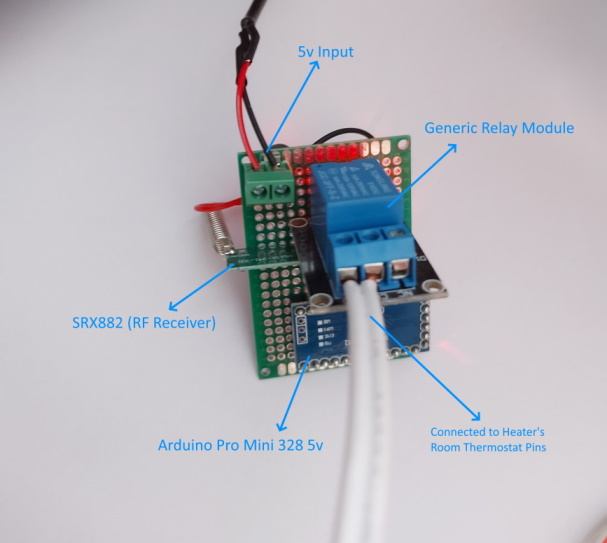 5v Input
Generic Relay Module
SRX882 (RF Receiver)
Arduino Pro Mini 328 5v
Connected to Heater's
Room Thermostat Pins